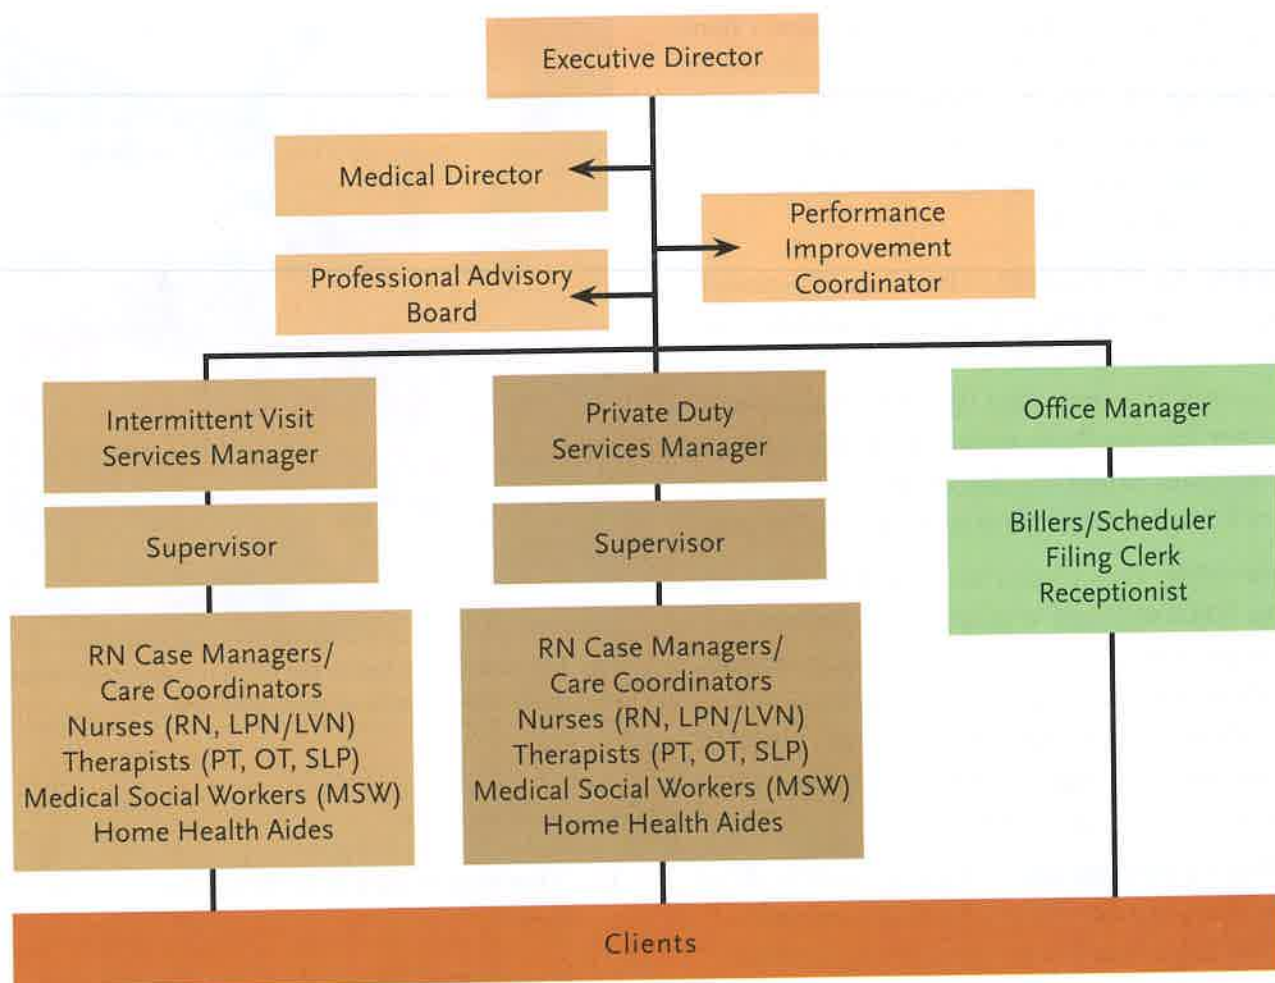 Executive Director
Medical Director
Performance
Improvement
Coordinator
Professional Advisory
Board
Intermittent Visit
Services Manager
Private Duty
Services Manager
Office Manager
Supervisor
Supervisor
Billers/Scheduler
Filing Clerk
Receptionist
RN Case Managers/
Care Coordinators
Nurses (RN, LPN/LVN)
Therapists (PT, OT, SLP)
Medical Social Workers (MSW)
Home Health Aides
RN Case Managers/
Care Coordinators
Nurses (RN, LPN/LVN)
Therapists (PT, OT, SLP)
Medical Social Workers (MSW)
Home Health Aides
Clients